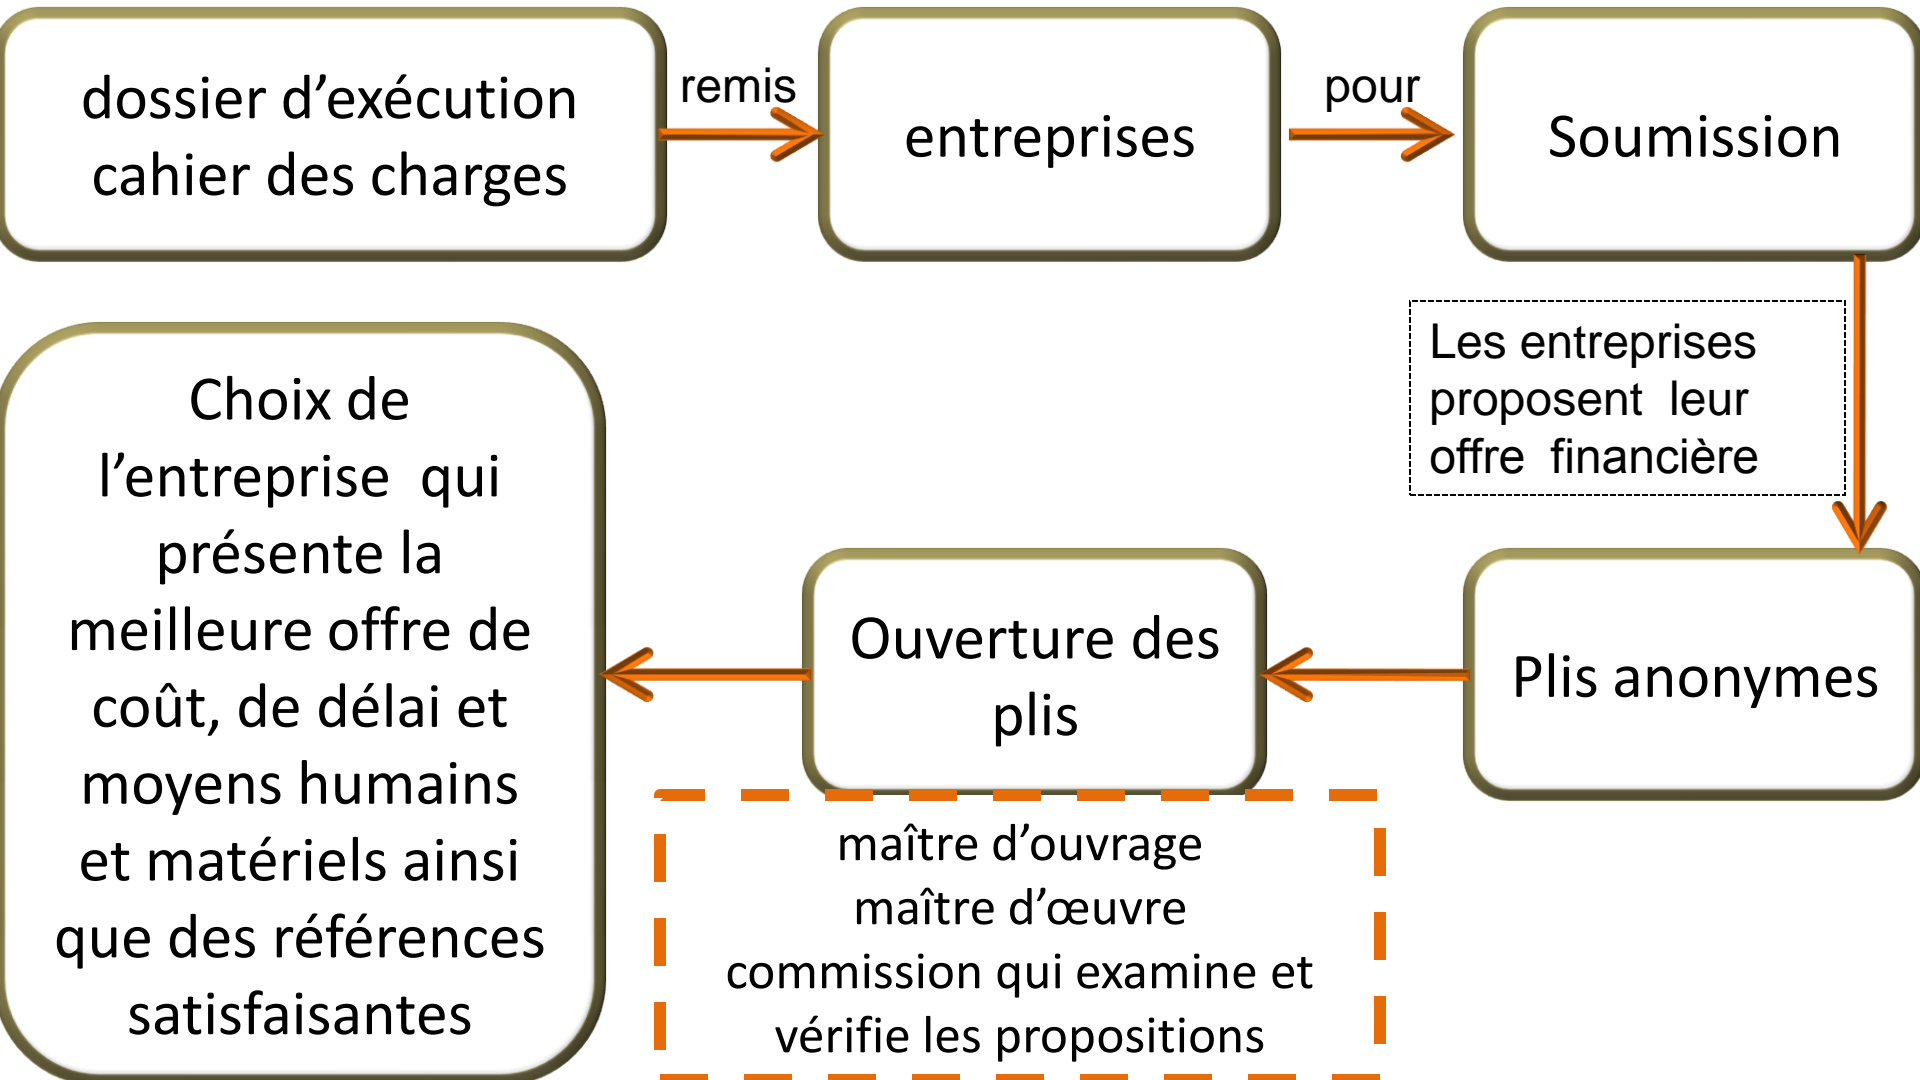 dossier d’exécution
cahier des charges
remis
entreprises
pour
Soumission
Les entreprises
proposent leur
offre financière
Plis anonymes
Ouverture des
plis
maître d’ouvrage
maître d’œuvre
commission qui examine et
vérifie les propositions
Choix de
l’entreprise qui
présente la
meilleure offre de
coût, de délai et
moyens humains
et matériels ainsi
que des références
satisfaisantes